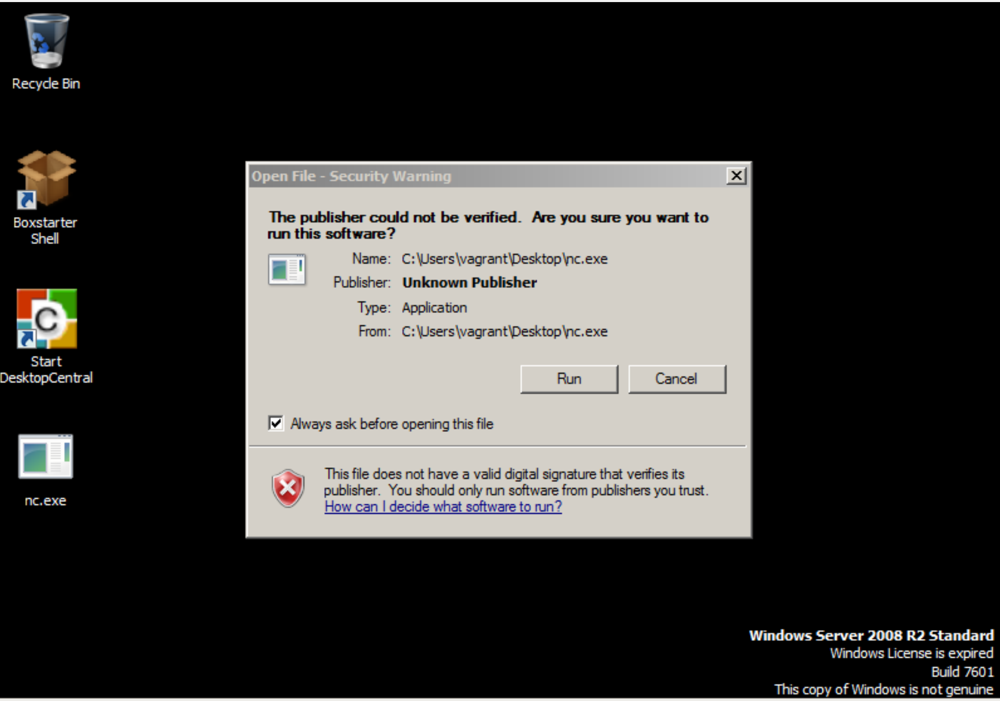 Recycle Bin
Boxstarter
Shell
Start
DesktopCentral
nc.exe
Open File - Security Warning
The publisher could not be verified.  Are you sure you want to
run this software?
Name: C:\Users\vagrant\Desktop\nc.exe
Publisher: Unknown Publisher
Type: Application
From: C:\Users\vagrant\Desktop\nc.exe
Run Cancel
Always ask before opening this file
This file does not have a valid digital signature that verifies its
publisher.  You should only run software from publishers you trust.
How can I decide what software to run?
Windows Server 2008 R2 Standard
Windows License is expired
Build 7601
This copy of Windows is not genuine